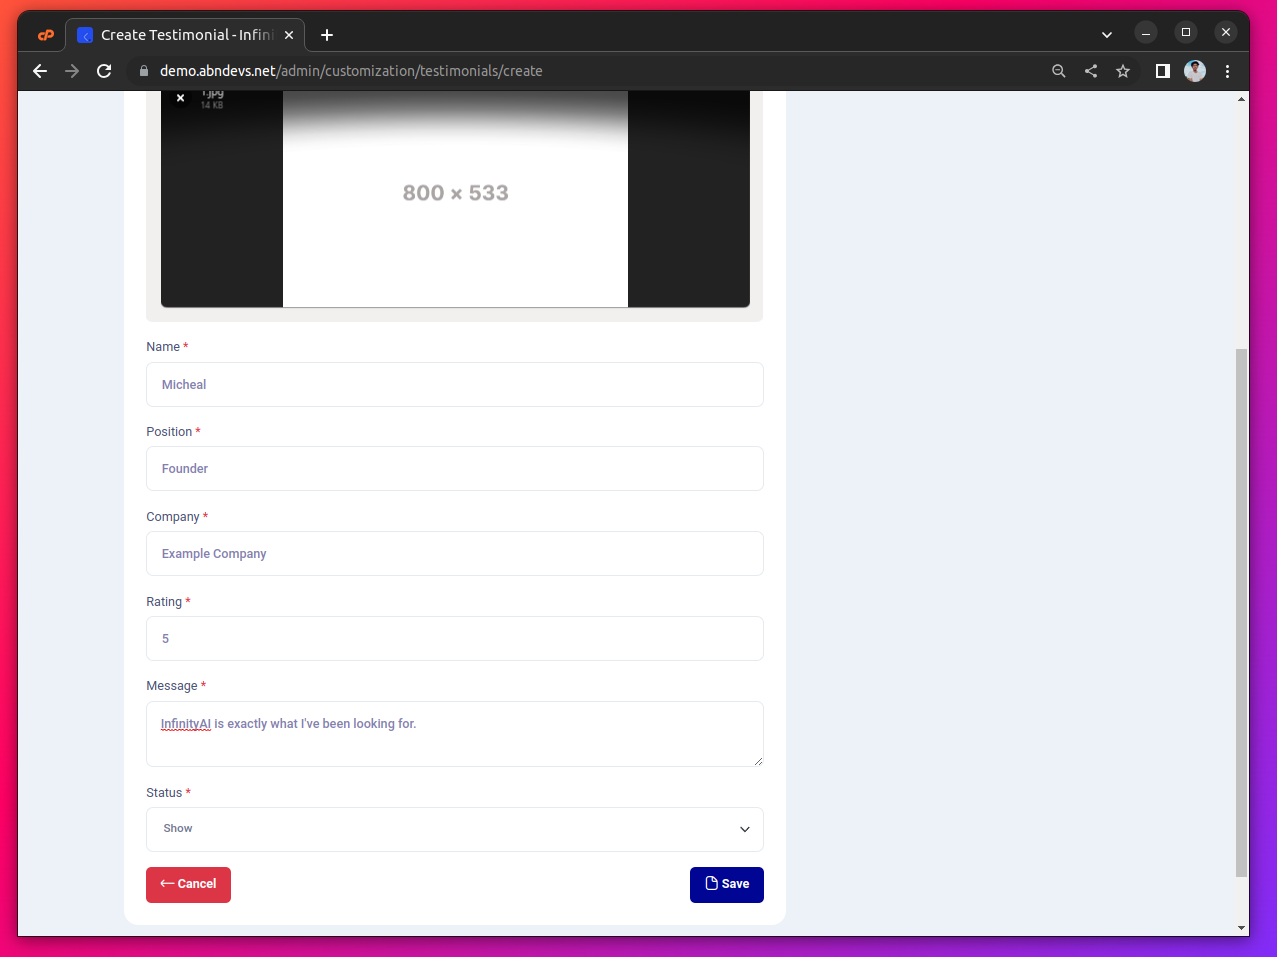 Create Testimonial - Infini
demo.abndevs.net/admin/customization/testimonials/create
1.jpg
14 KB
800 × 533
Name *
Micheal
Position *
Founder
Company *
Example Company
Rating *
5
Message *
InfinityAI is exactly what I've been looking for.
Status *
Show
Cancel
Save